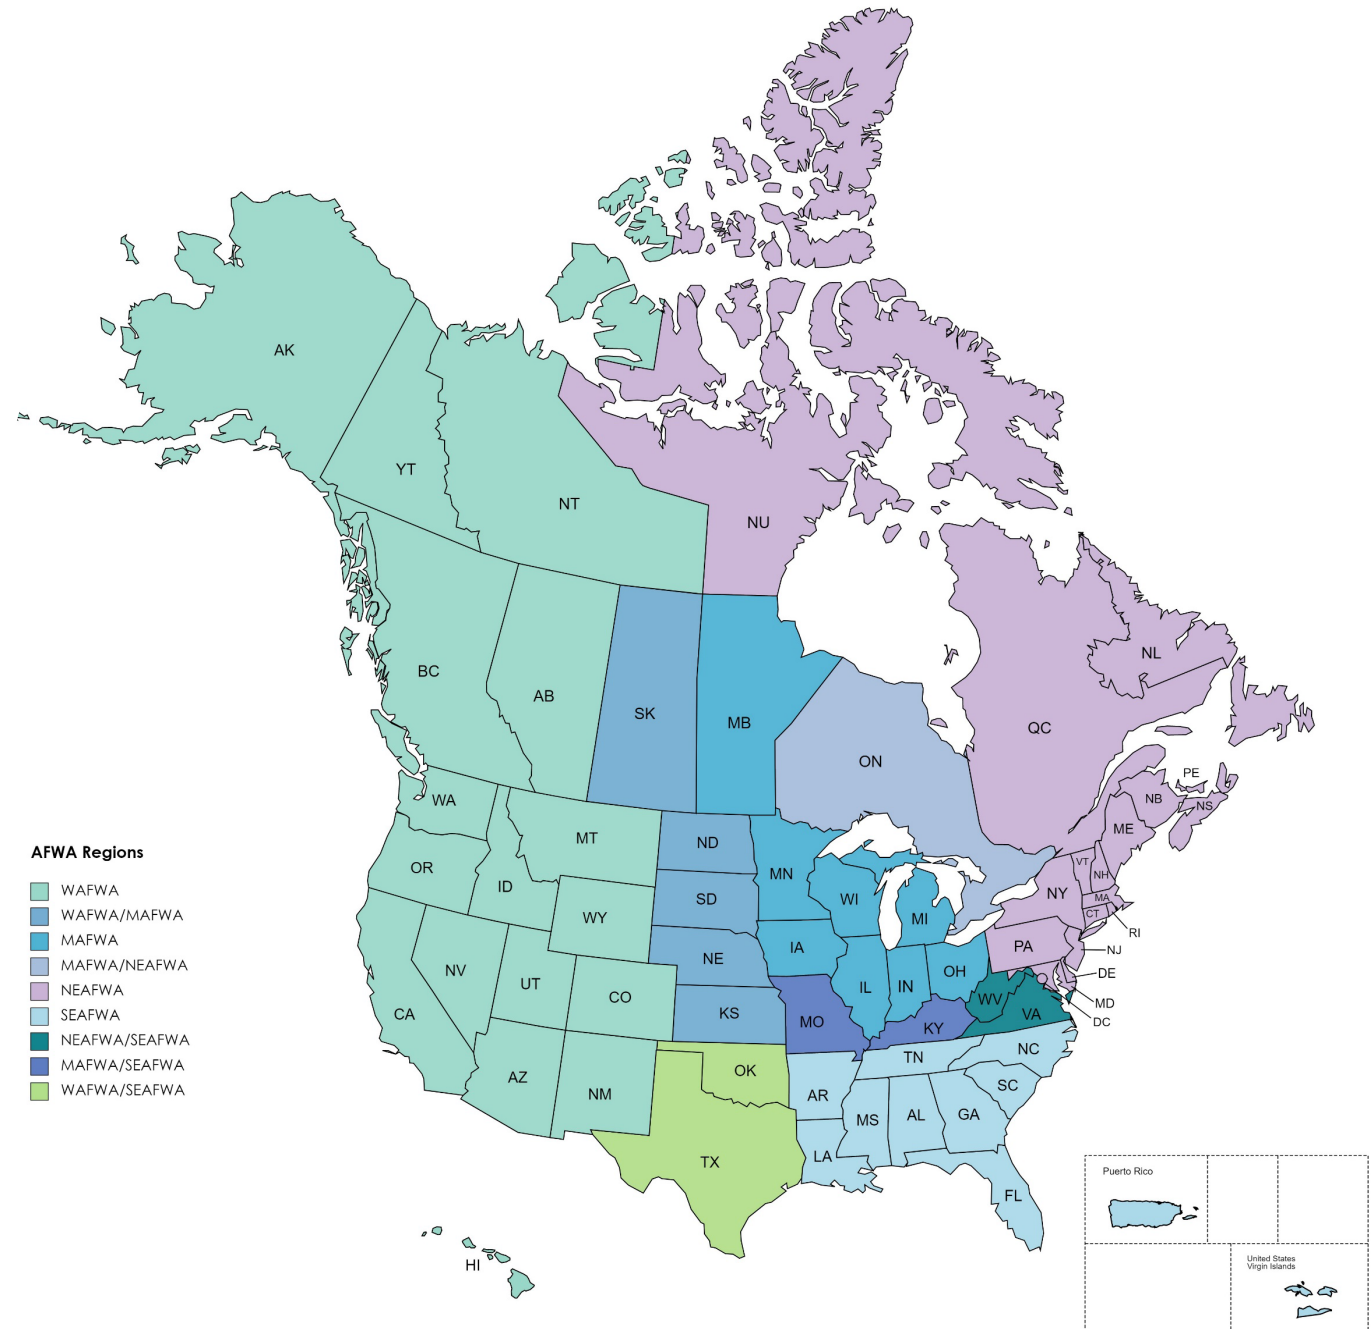 AK
YT
NT
NU
BC
AB
SK
MB
ON
QC
NL
PE
NB
NS
ME
WA
MT
ND
MN
OR
ID
SD
WI
MI
VT
NH
NY
MA
CT
RI
WY
NE
IA
PA
NJ
NV
UT
CO
KS
IL
IN
OH
DE
MD
DC
WV
VA
CA
MO
KY
AZ
NM
OK
AR
TN
NC
SC
TX
LA
MS
AL
GA
FL
HI
AFWA Regions
WAFWA
WAFWA/MAFWA
MAFWA
MAFWA/NEAFWA
NEAFWA
SEAFWA
NEAFWA/SEAFWA
MAFWA/SEAFWA
WAFWA/SEAFWA
Puerto Rico
United States
Virgin Islands